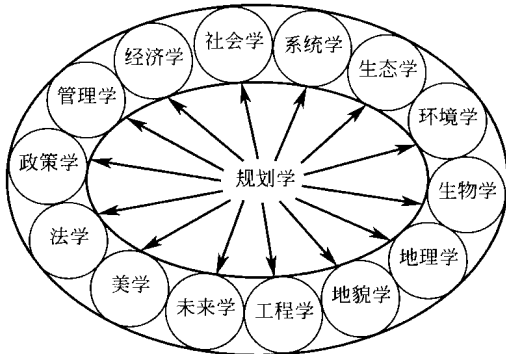 社会学
系统学
经济学
生态学
管理学
环境学
政策学
规划学
生物学
法学
地理学
美学
未来学
工程学
地貌学